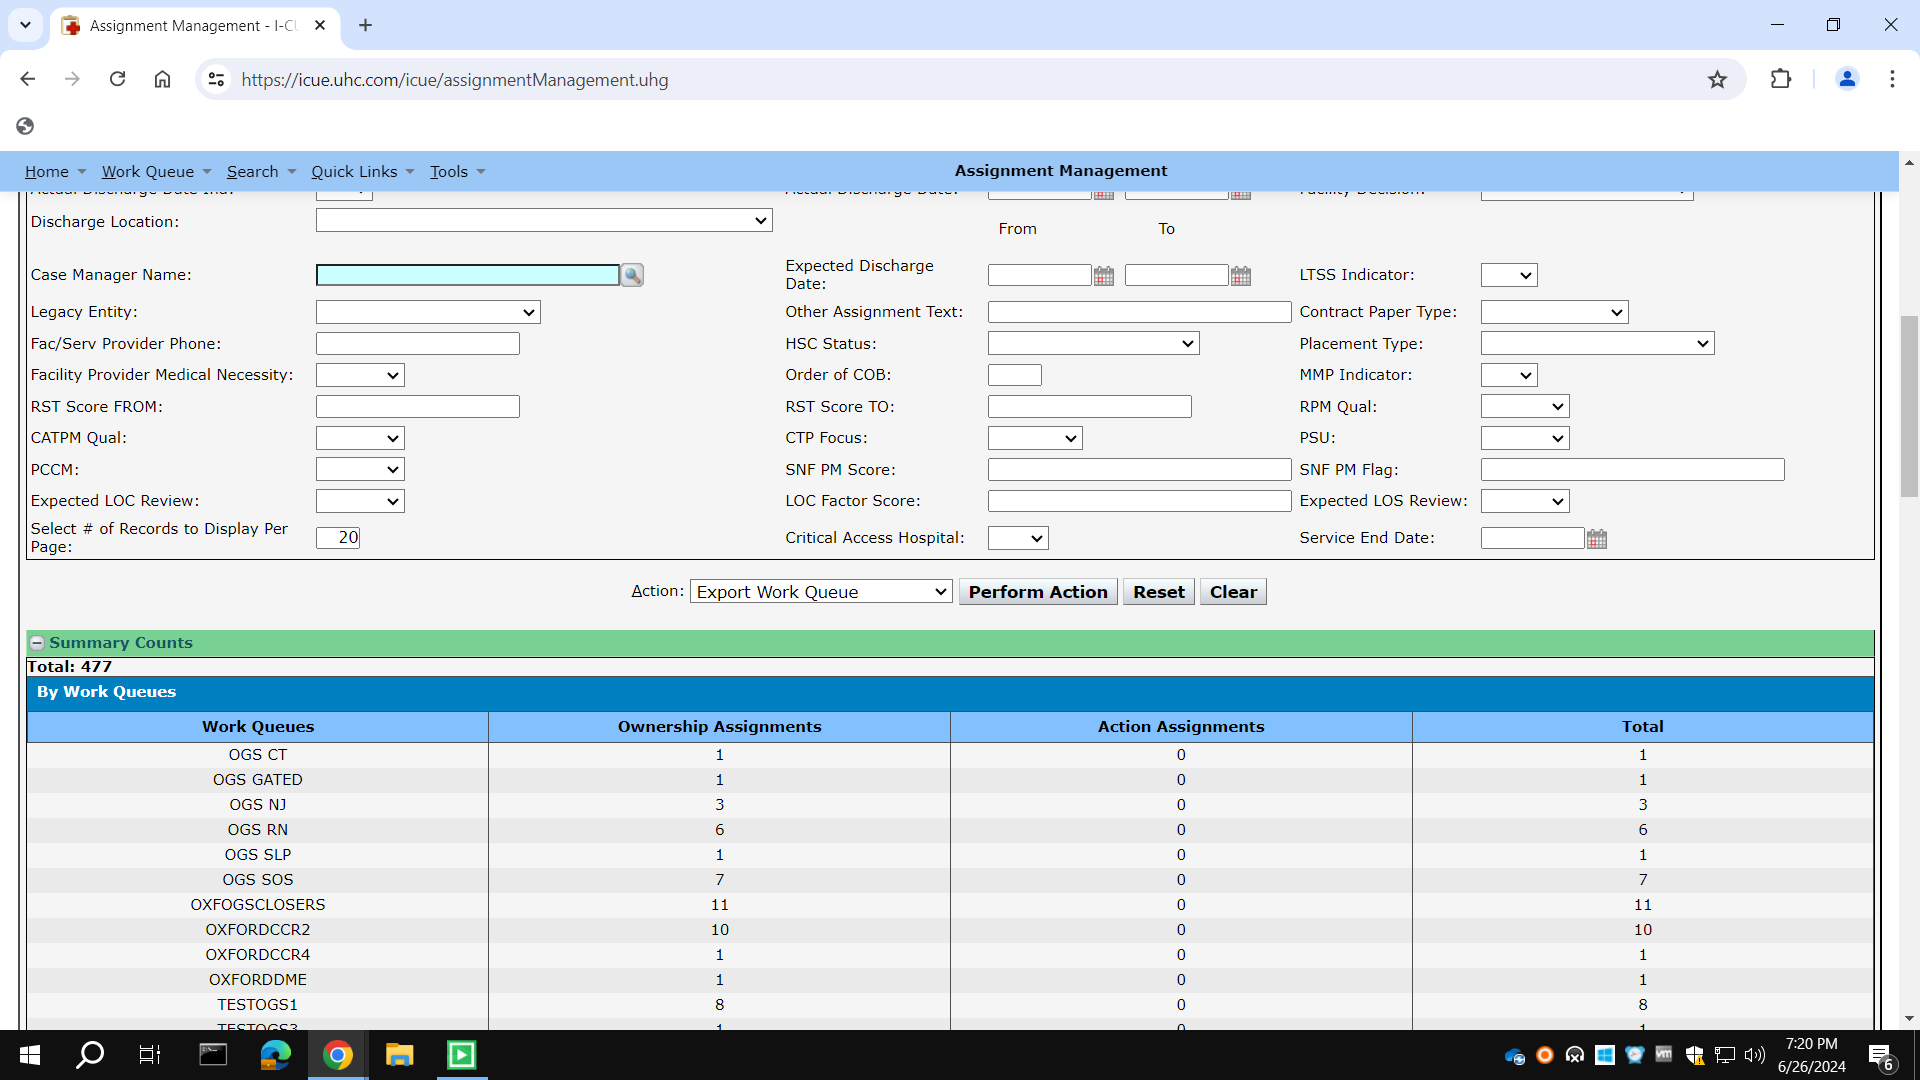 Assignment Management - I-CU
https://icue.uhc.com/icue/assignmentManagement.uhg
Home Work Queue Search Quick Links Tools Assignment Management
Discharge Location: From To
Case Manager Name: Expected Discharge Date: LTSS Indicator:
Legacy Entity: Other Assignment Text: Contract Paper Type:
Fac/Serv Provider Phone: HSC Status: Placement Type:
Facility Provider Medical Necessity: Order of COB: MMP Indicator:
RST Score FROM: RST Score TO: RPM Qual:
CATPM Qual: CTP Focus: PSU:
PCCM: SNF PM Score: SNF PM Flag:
Expected LOC Review: LOC Factor Score: Expected LOS Review:
Select # of Records to Display Per Page: 20 Critical Access Hospital: Service End Date:
Action: Export Work Queue Perform Action Reset Clear
Summary Counts
Total: 477
By Work Queues
Work Queues Ownership Assignments Action Assignments Total
OGS CT 1 0 1
OGS GATED 1 0 1
OGS NJ 3 0 3
OGS RN 6 0 6
OGS SLP 1 0 1
OGS SOS 7 0 7
OXFOGSCLOSERS 11 0 11
OXFORDCCR2 10 0 10
OXFORDCCR4 1 0 1
OXFORDDME 1 0 1
TESTOGS1 8 0 8
TESTOGS3 1 0 1
7:20 PM
6/26/2024
6